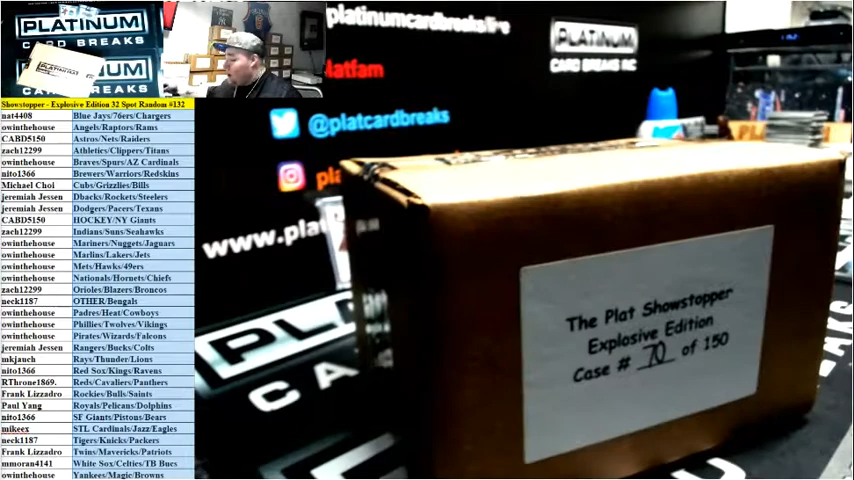 PLATINUM
CARD BREAKS
platinumcardbreaks
PLATINUM
CARD BREAKS
@platcardbreaks
www.plat
Showstopper - Explosive Edition 32 Spot Random #132
nat4408 Blue Jays/76ers/Chargers
owinthehouse Angels/Raptors/Rams
CABD5150 Astros/Nets/Raiders
zach12299 Athletics/Clippers/Titans
owinthehouse Braves/Spurs/AZ Cardinals
nito1366 Brewers/Warriors/Redskins
Michael Choi Cubs/Grizzlies/Bills
jeremiah Jessen Dbacks/Rockets/Steelers
jeremiah Jessen Dodgers/Pacers/Texans
CABD5150 HOCKEY/NY Giants
zach12299 Indians/Suns/Seahawks
owinthehouse Mariners/Nuggets/Jaguars
owinthehouse Marlins/Lakers/Jets
owinthehouse Mets/Hawks/49ers
owinthehouse Nationals/Hornets/Chiefs
zach12299 Orioles/Blazers/Broncos
neck1187 OTHER/Bengals
owinthehouse Padres/Heat/Cowboys
owinthehouse Phillies/Twolves/Vikings
owinthehouse Pirates/Wizards/Falcons
jeremiah Jessen Rangers/Bucks/Colts
mkjauch Rays/Thunder/Lions
nito1366 Red Sox/Kings/Ravens
RThrone1869. Reds/Cavaliers/Panthers
Frank Lizzadro Rockies/Bulls/Saints
Paul Yang Royals/Pelicans/Dolphins
nito1366 SF Giants/Pistons/Bears
mikeex STL Cardinals/Jazz/Eagles
neck1187 Tigers/Knicks/Packers
Frank Lizzadro Twins/Mavericks/Patriots
mmoran4141 White Sox/Celtics/TB Bucs
owinthehouse Yankees/Magic/Browns
The Plat Showstopper
Explosive Edition
Case # 70 of 150